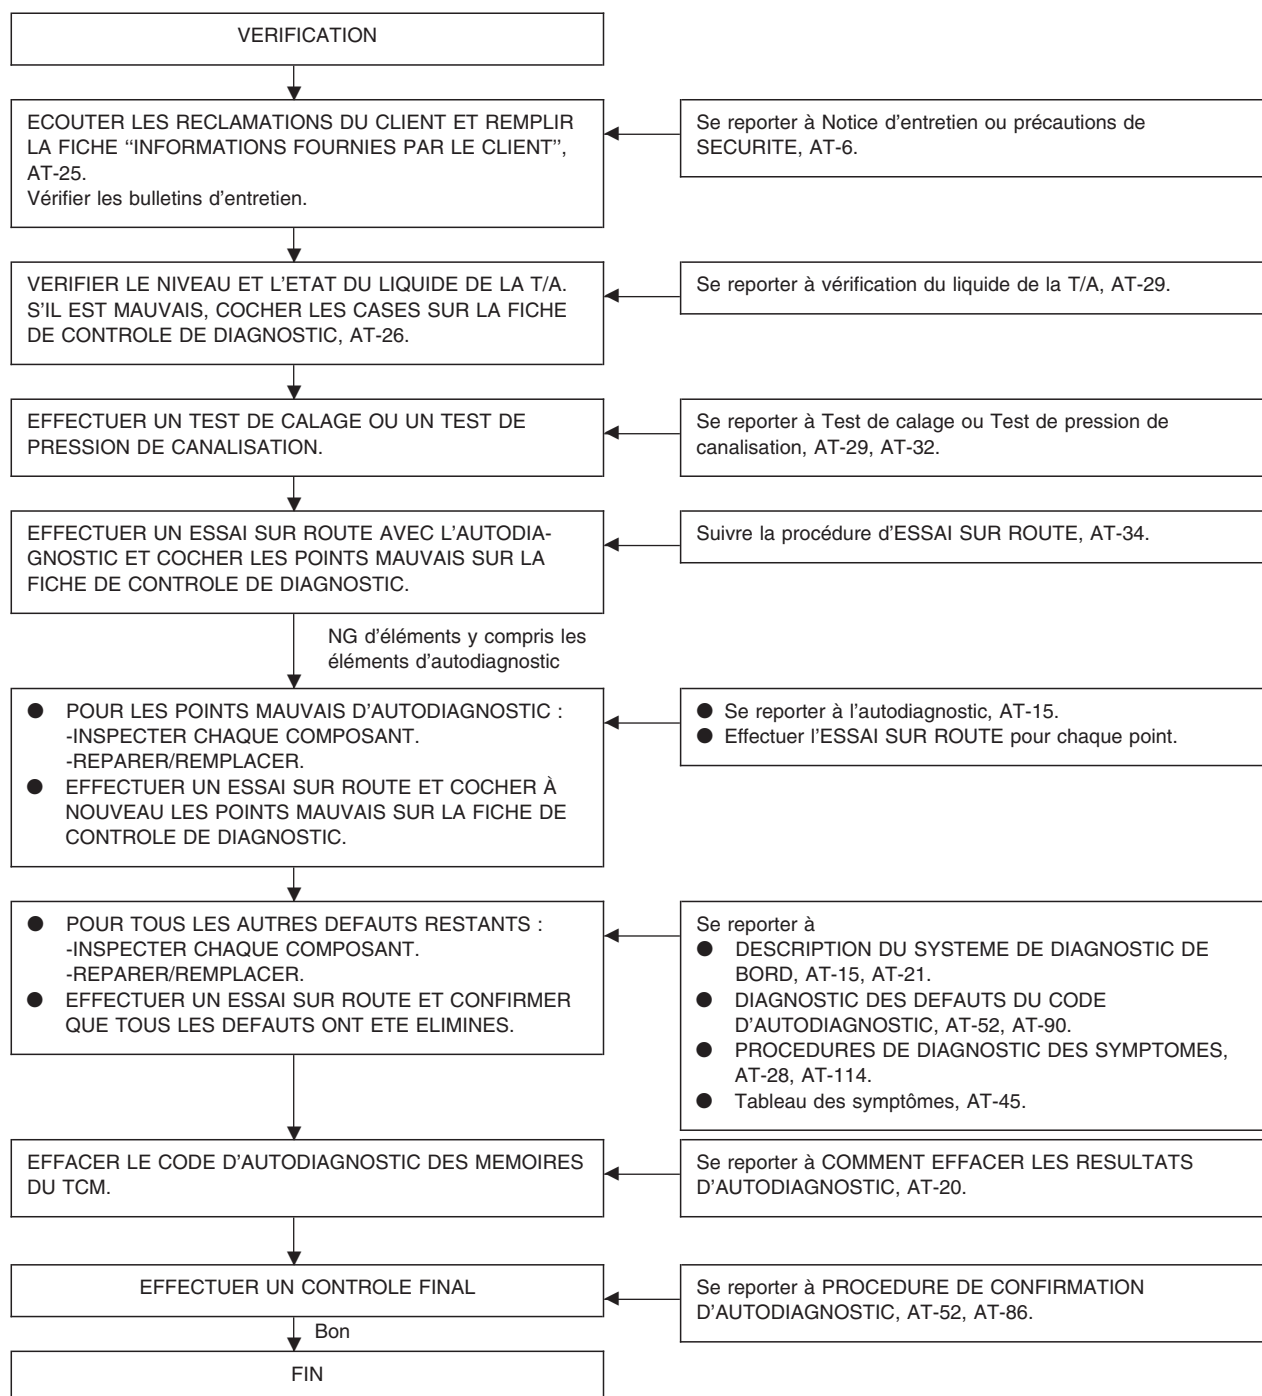 VERIFICATION
ECOUTER LES RECLAMATIONS DU CLIENT ET REMPLIR
LA FICHE “INFORMATIONS FOURNIES PAR LE CLIENT”,
AT-25.
Vérifier les bulletins d’entretien.
Se reporter à Notice d’entretien ou précautions de
SECURITE, AT-6.
VERIFIER LE NIVEAU ET L’ETAT DU LIQUIDE DE LA T/A.
S’IL EST MAUVAIS, COCHER LES CASES SUR LA FICHE
DE CONTROLE DE DIAGNOSTIC, AT-26.
Se reporter à vérification du liquide de la T/A, AT-29.
EFFECTUER UN TEST DE CALAGE OU UN TEST DE
PRESSION DE CANALISATION.
Se reporter à Test de calage ou Test de pression de
canalisation, AT-29, AT-32.
EFFECTUER UN ESSAI SUR ROUTE AVEC L’AUTODIA-
GNOSTIC ET COCHER LES POINTS MAUVAIS SUR LA
FICHE DE CONTROLE DE DIAGNOSTIC.
Suivre la procédure d’ESSAI SUR ROUTE, AT-34.
NG d’éléments y compris les
éléments d’autodiagnostic
● POUR LES POINTS MAUVAIS D’AUTODIAGNOSTIC :
-INSPECTER CHAQUE COMPOSANT.
-REPARER/REMPLACER.
● EFFECTUER UN ESSAI SUR ROUTE ET COCHER À
NOUVEAU LES POINTS MAUVAIS SUR LA FICHE DE
CONTROLE DE DIAGNOSTIC.
● Se reporter à l’autodiagnostic, AT-15.
● Effectuer l’ESSAI SUR ROUTE pour chaque point.
● POUR TOUS LES AUTRES DEFAUTS RESTANTS :
-INSPECTER CHAQUE COMPOSANT.
-REPARER/REMPLACER.
● EFFECTUER UN ESSAI SUR ROUTE ET CONFIRMER
QUE TOUS LES DEFAUTS ONT ETE ELIMINES.
Se reporter à
● DESCRIPTION DU SYSTEME DE DIAGNOSTIC DE
BORD, AT-15, AT-21.
● DIAGNOSTIC DES DEFAUTS DU CODE
D’AUTODIAGNOSTIC, AT-52, AT-90.
● PROCEDURES DE DIAGNOSTIC DES SYMPTOMES,
AT-28, AT-114.
● Tableau des symptômes, AT-45.
EFFACER LE CODE D’AUTODIAGNOSTIC DES MEMOIRES
DU TCM.
Se reporter à COMMENT EFFACER LES RESULTATS
D’AUTODIAGNOSTIC, AT-20.
EFFECTUER UN CONTROLE FINAL
Se reporter à PROCEDURE DE CONFIRMATION
D’AUTODIAGNOSTIC, AT-52, AT-86.
Bon
FIN